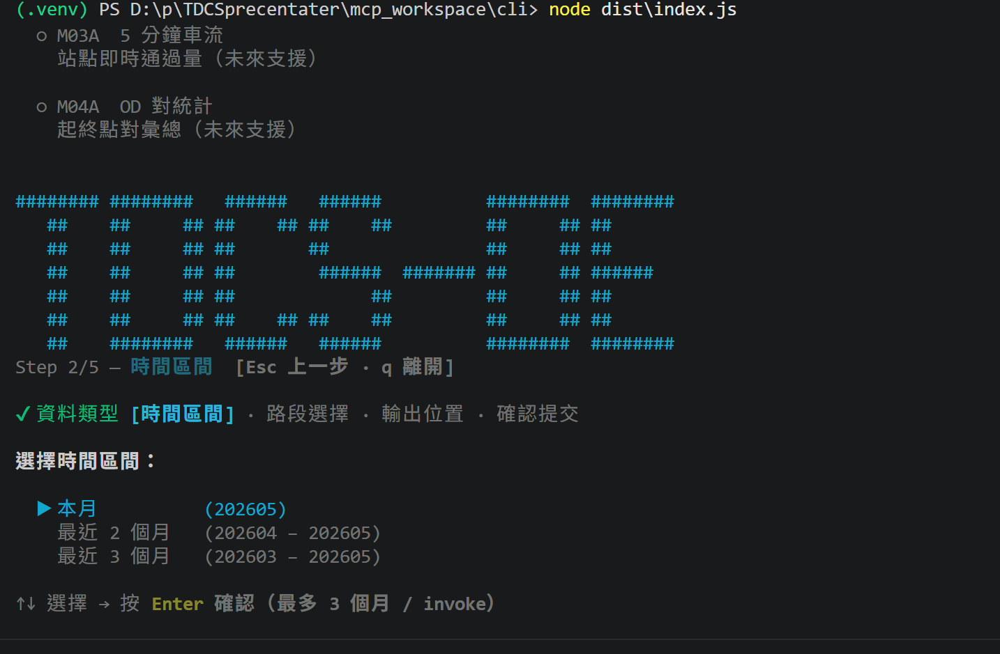 (.venv) PS D:\p\TDCSprecentater\mcp_workspace\cli> node dist\index.js
○ M03A  5 分鐘車流
站點即時通過量（未來支援）
○ M04A  OD 對統計
起終點對彙總（未來支援）
######## ########   ######   ######          ########  ########
   ##    ##     ## ##    ## ##    ##         ##     ## ##
   ##    ##     ## ##       ##               ##     ## ##
   ##    ##     ## ##        ######  ####### ##     ## ######
   ##    ##     ## ##             ##         ##     ## ##
   ##    ##     ## ##    ## ##    ##         ##     ## ##
   ##    ########   ######   ######          ########  ########
Step 2/5 — 時間區間  [Esc 上一步 · q 離開]
✔ 資料類型 [時間區間] · 路段選擇 · 輸出位置 · 確認提交
選擇時間區間：
▶ 本月 (202605)
最近 2 個月 (202604 – 202605)
最近 3 個月 (202603 – 202605)
↑↓ 選擇 → 按 Enter 確認（最多 3 個月 / invoke）